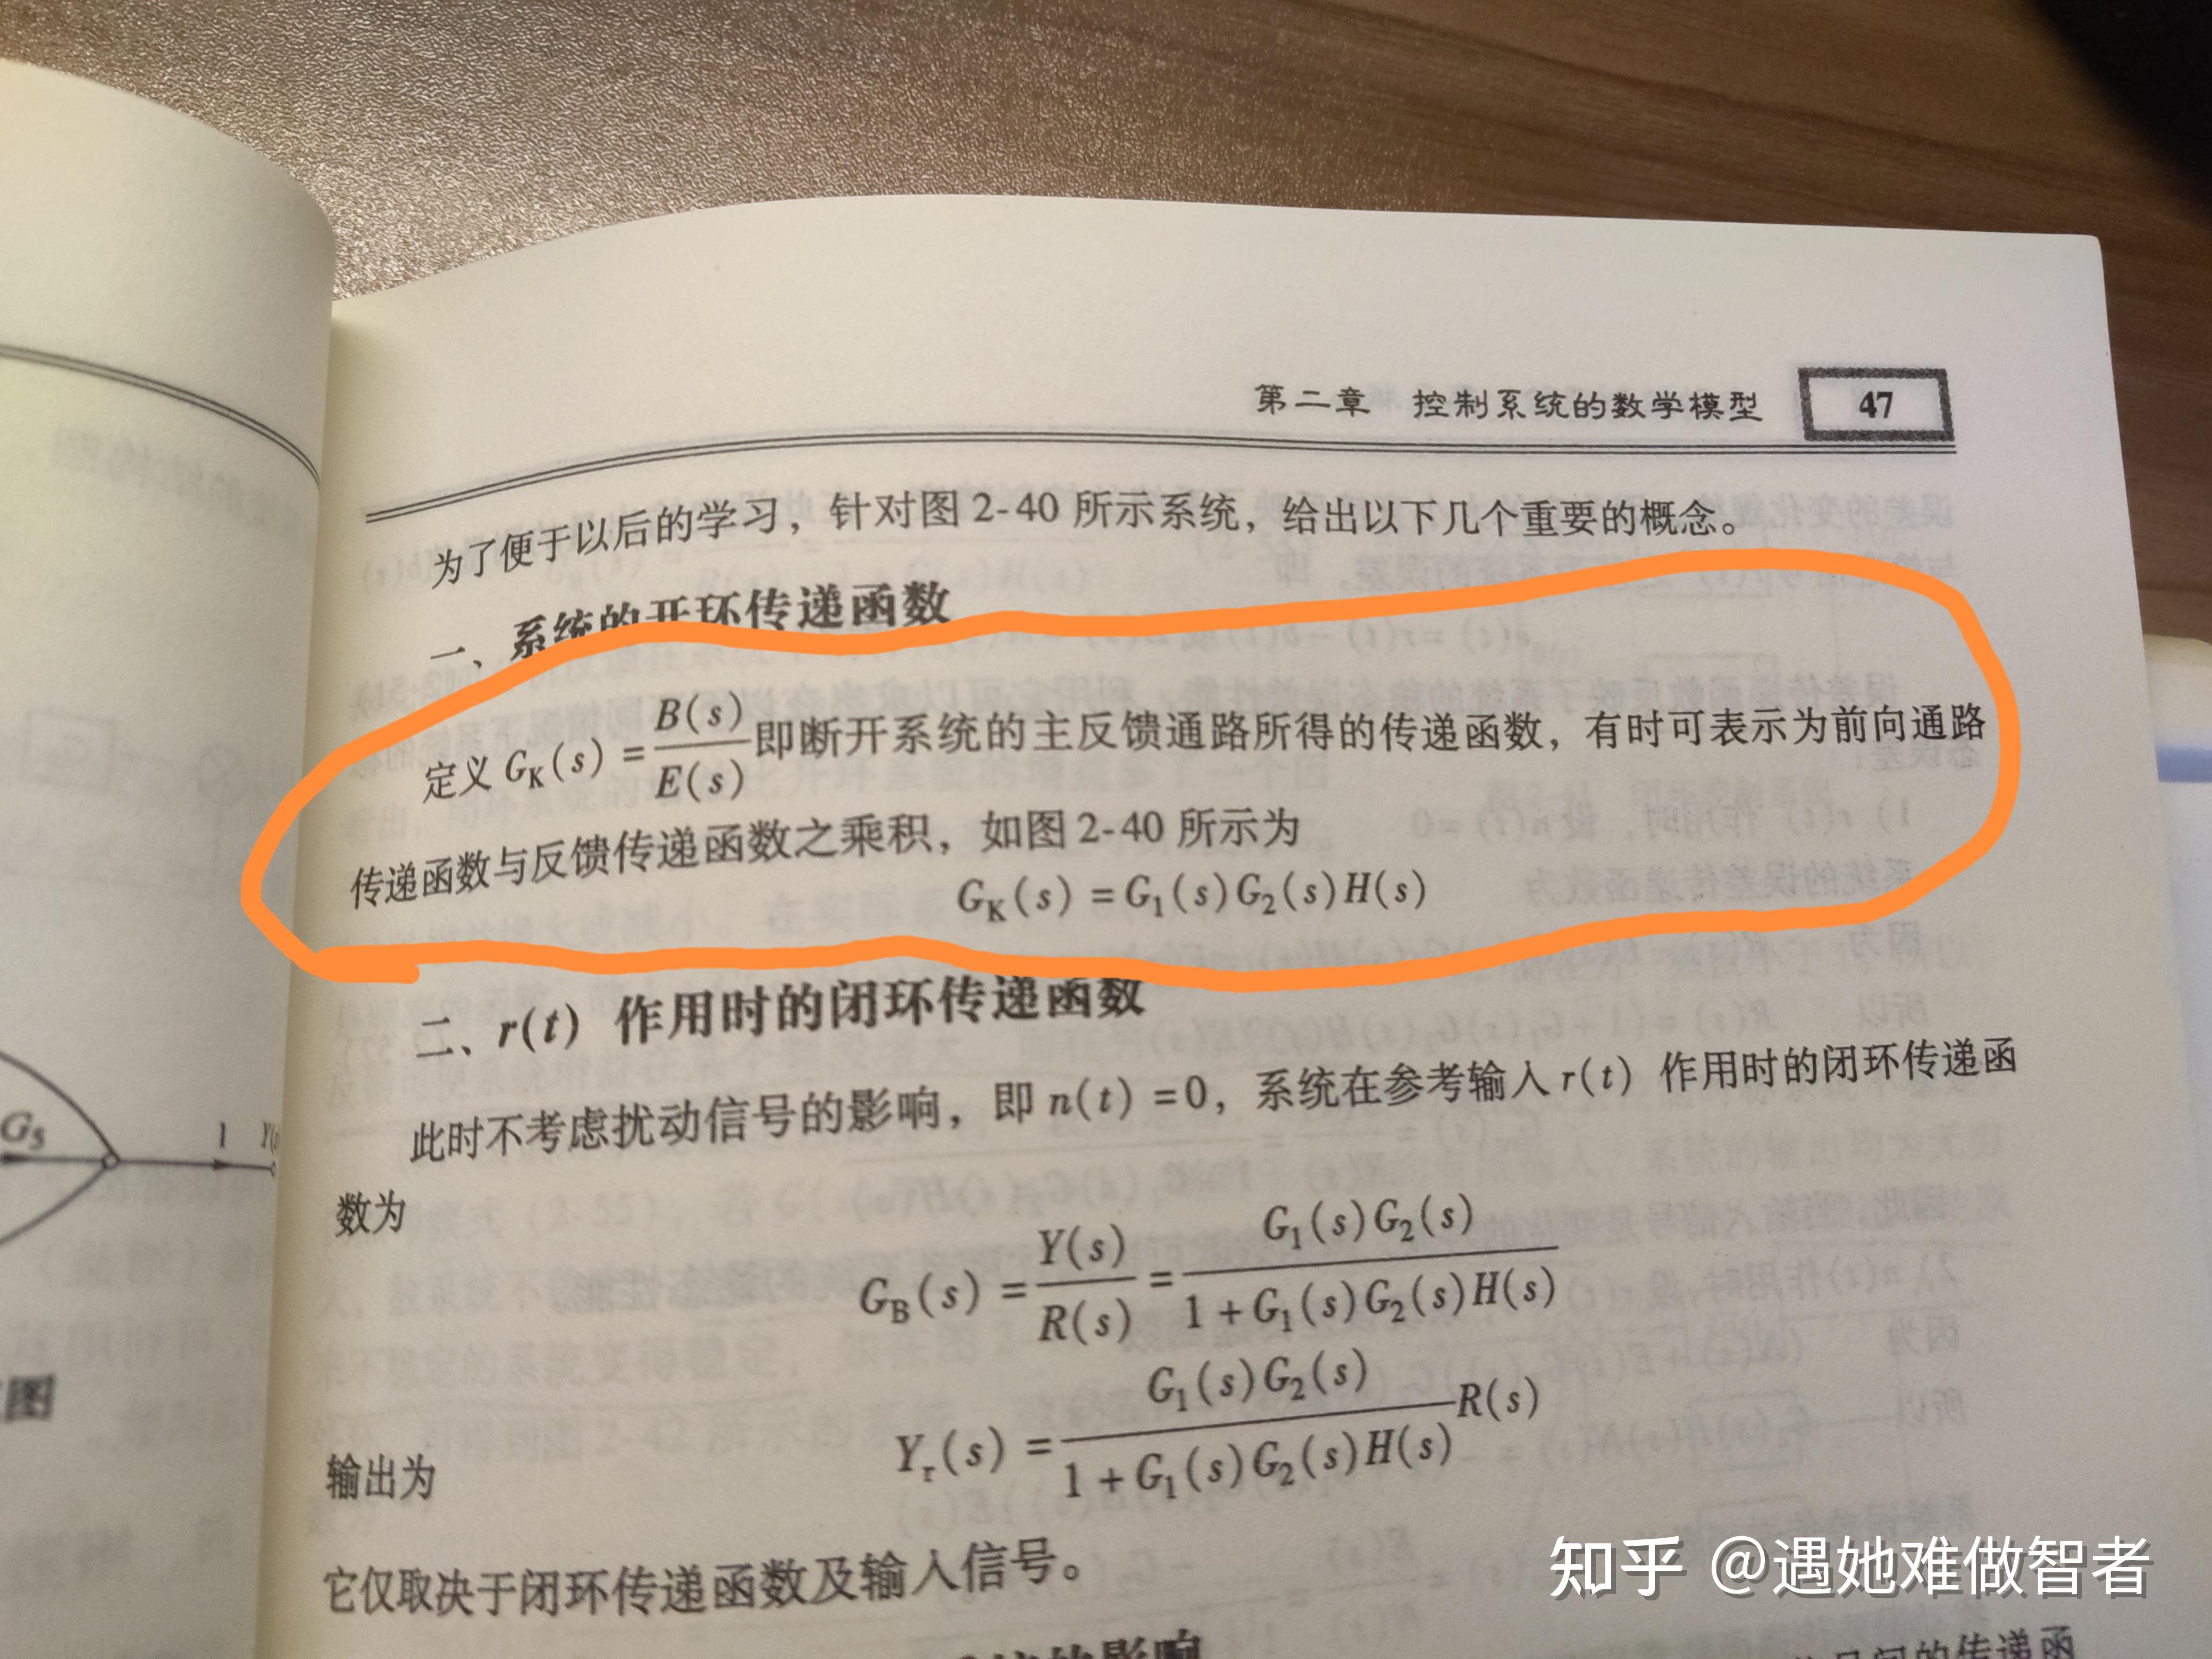 第二章 控制系统的数学模型 47
为了便于以后的学习，针对图 2-40 所示系统，给出以下几个重要的概念。
一、系统的开环传递函数
定义 G_K(s) = B(s)/E(s) 即断开系统的主反馈通路所得的传递函数，有时可表示为前向通路
传递函数与反馈传递函数之乘积，如图 2-40 所示为
G_K(s) = G_1(s)G_2(s)H(s)
二、r(t) 作用时的闭环传递函数
此时不考虑扰动信号的影响，即 n(t) = 0，系统在参考输入 r(t) 作用时的闭环传递函
数为
G_B(s) = Y(s)/R(s) = G_1(s)G_2(s)/(1 + G_1(s)G_2(s)H(s))
输出为 Y_r(s) = G_1(s)G_2(s)/(1 + G_1(s)G_2(s)H(s)) R(s)
它仅取决于闭环传递函数及输入信号。
G_5
1
图
知乎 @遇她难做智者